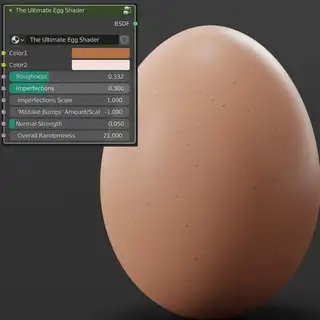 The Ultimate Egg Shader
BSDF
The Ultimate Egg Shader
Color1
Color2
Roughness 0.332
Imperfections 0.300
Imperfections Scale 1.000
'Mistake Bumps' Amount/Scal -1.000
Normal Strength 0.050
Overall Randomness 21.000